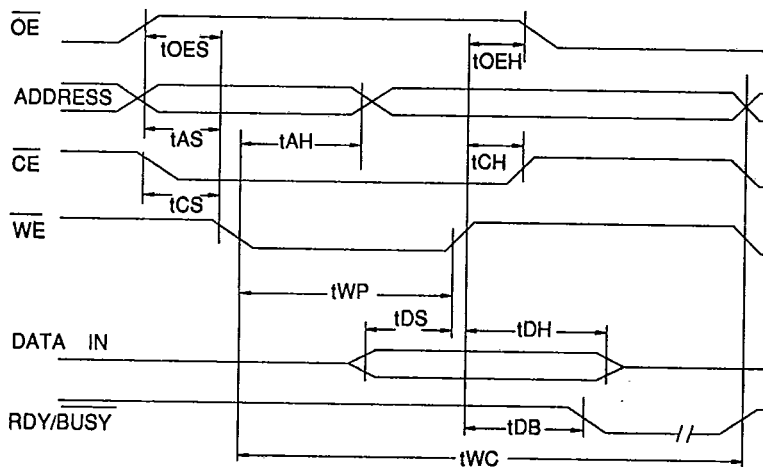 OE
tOES
tOEH
ADDRESS
tAS
tAH
tCH
CE
tCS
WE
tWP
tDS
tDH
DATA IN
RDY/BUSY
tDB
tWC